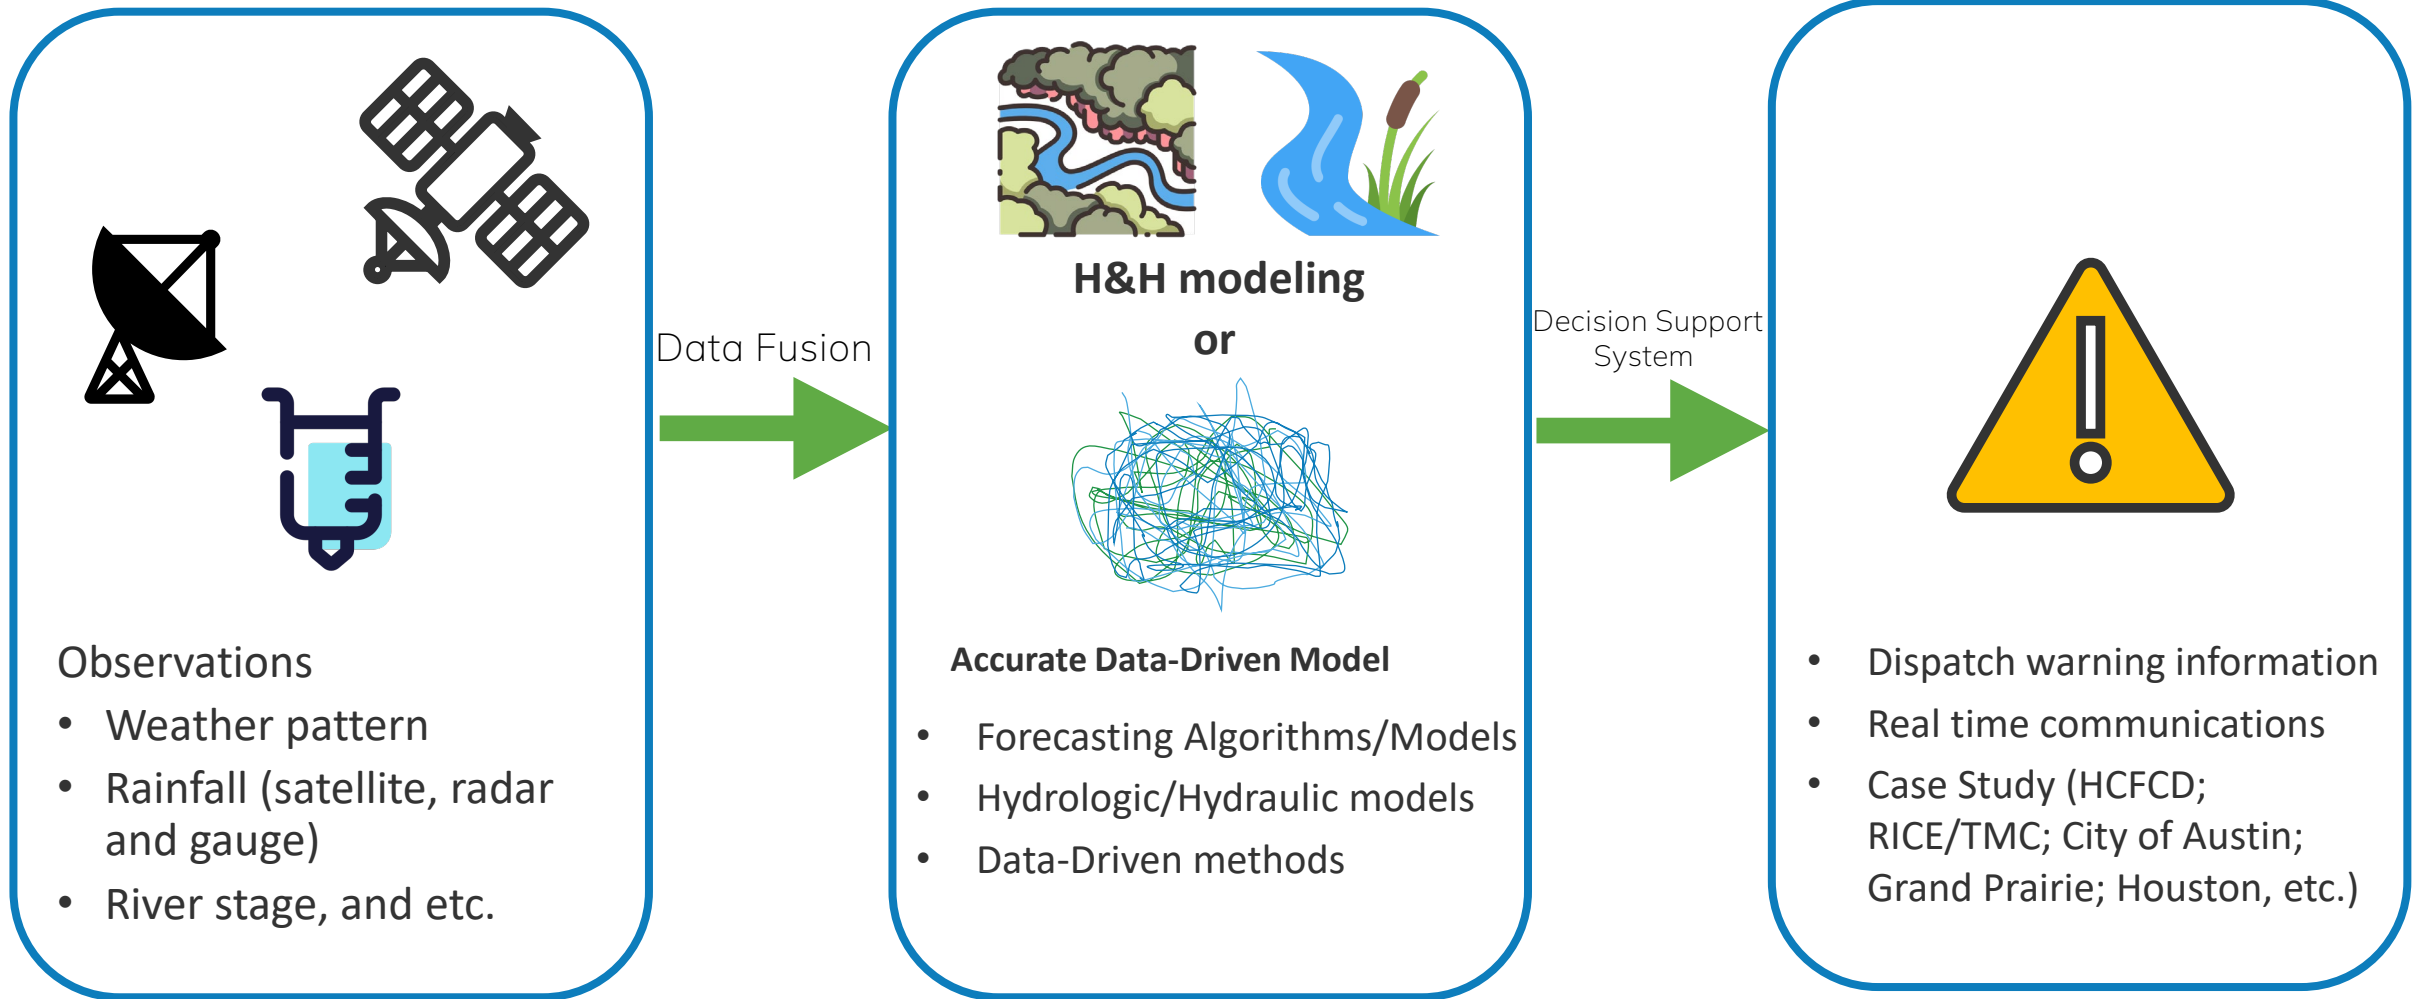 Observations
• Weather pattern
• Rainfall (satellite, radar
and gauge)
• River stage, and etc.
Data Fusion
H&H modeling
or
Accurate Data-Driven Model
• Forecasting Algorithms/Models
• Hydrologic/Hydraulic models
• Data-Driven methods
Decision Support
System
• Dispatch warning information
• Real time communications
• Case Study (HCFCD;
RICE/TMC; City of Austin;
Grand Prairie; Houston, etc.)